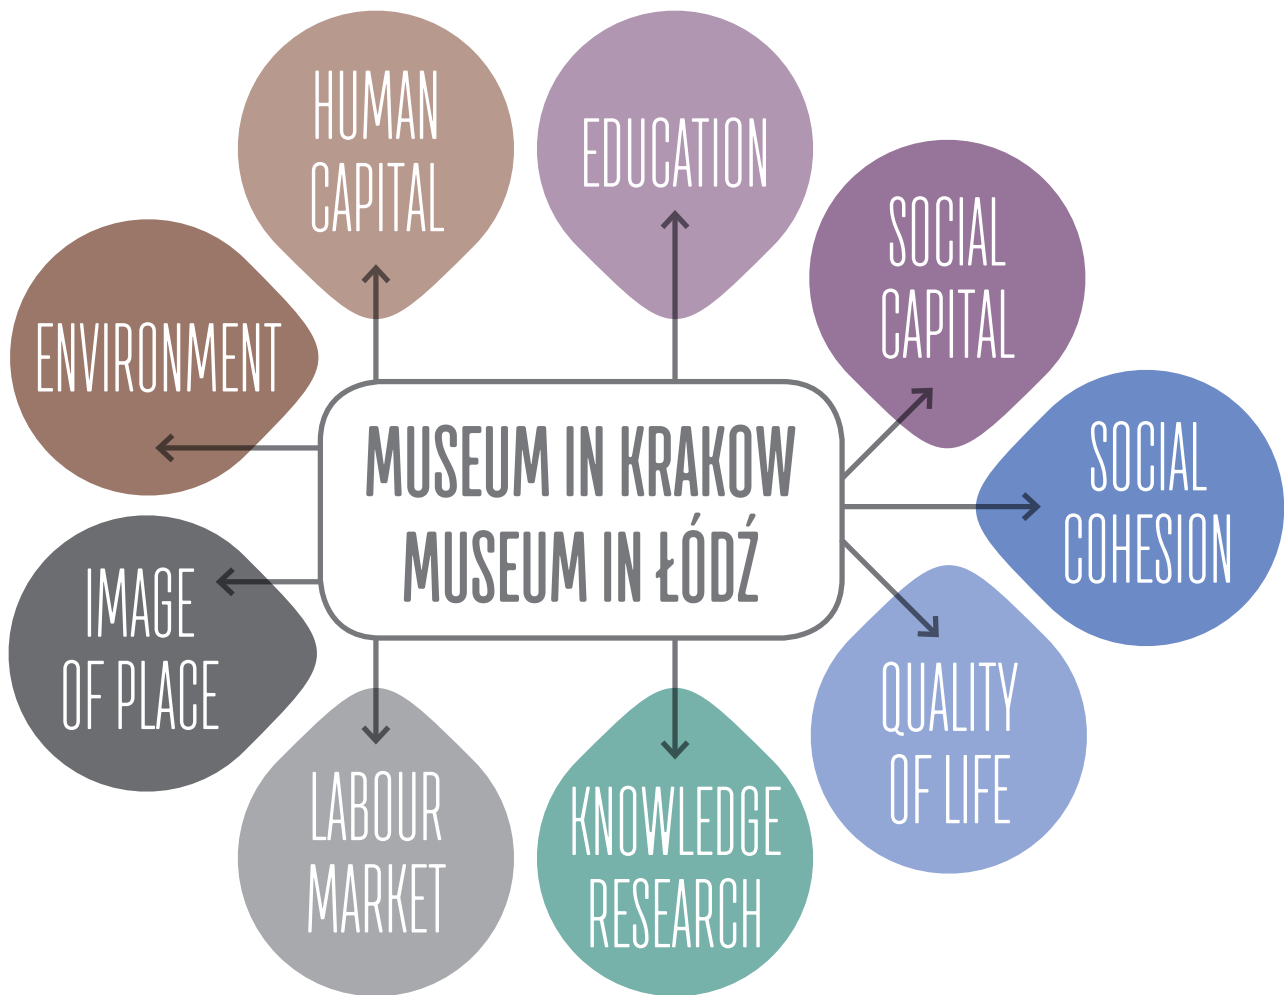 HUMAN
CAPITAL
EDUCATION
SOCIAL
CAPITAL
ENVIRONMENT
MUSEUM IN KRAKOW
MUSEUM IN ŁÓDŹ
SOCIAL
COHESION
IMAGE
OF PLACE
QUALITY
OF LIFE
LABOUR
MARKET
KNOWLEDGE
RESEARCH